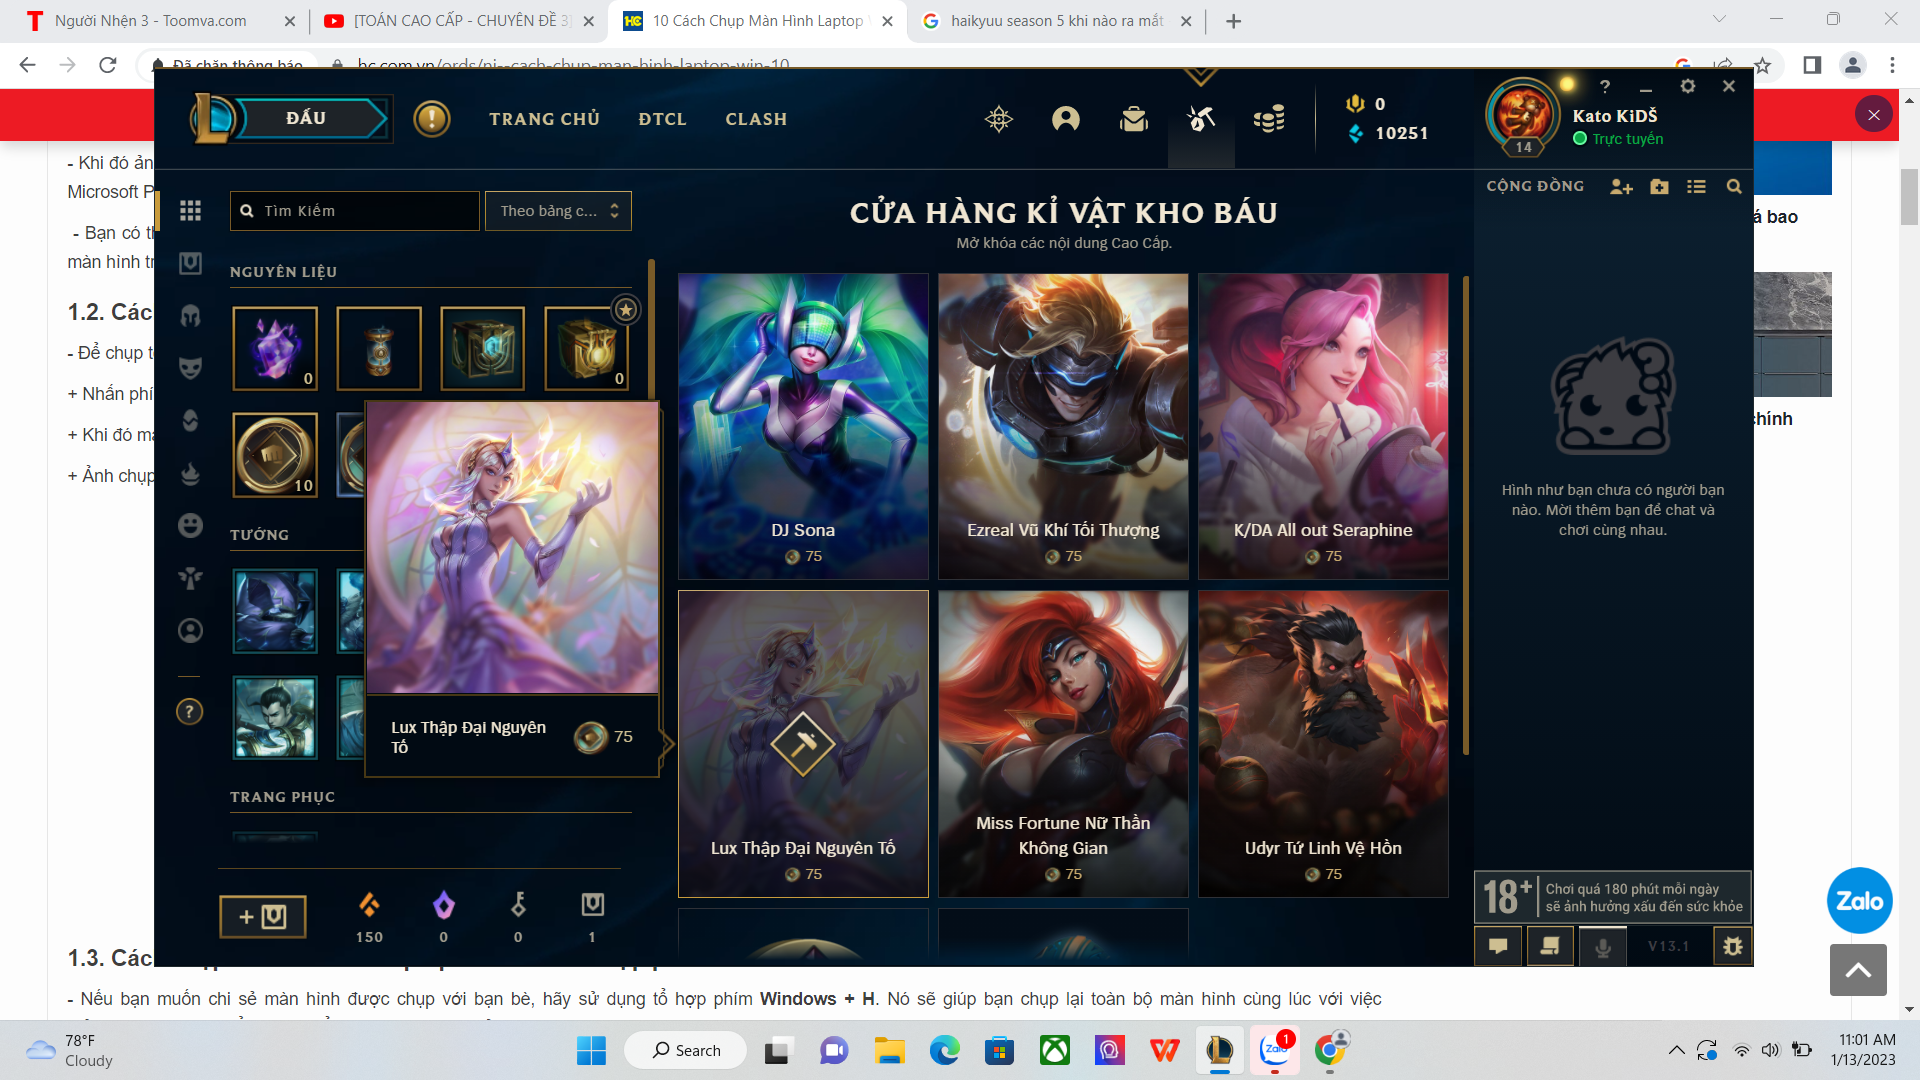 Người Nhện 3 - Toomva.com
[TOÁN CAO CẤP - CHUYÊN ĐỀ 3]
10 Cách Chụp Màn Hình Laptop
haikyuu season 5 khi nào ra mắt
Đã chặn thông báo
hc.com.vn/ords/ni--cach-chup-man-hinh-laptop-win-10
- Khi đó ản
Microsoft P
- Bạn có th
màn hình tr
1.2. Các
- Để chụp t
+ Nhấn phí
+ Khi đó mà
+ Ảnh chụp
ĐẤU
TRANG CHỦ
ĐTCL
CLASH
0
10251
14
Kato KiDŠ
Trực tuyến
Tìm Kiếm
Theo bảng c...
NGUYÊN LIỆU
0
0
10
TƯỚNG
Lux Thập Đại Nguyên
Tố
75
TRANG PHỤC
150
0
0
1
CỬA HÀNG KỈ VẬT KHO BÁU
Mở khóa các nội dung Cao Cấp.
DJ Sona
75
Ezreal Vũ Khí Tối Thượng
75
K/DA All out Seraphine
75
Lux Thập Đại Nguyên Tố
75
Miss Fortune Nữ Thần
Không Gian
75
Udyr Tứ Linh Vệ Hồn
75
CỘNG ĐỒNG
Hình như bạn chưa có người bạn
nào. Mời thêm bạn để chat và
chơi cùng nhau.
18+
Chơi quá 180 phút mỗi ngày
sẽ ảnh hưởng xấu đến sức khỏe
V13.1
á bao
chính
Zalo
1.3. Các
- Nếu bạn muốn chi sẻ màn hình được chụp với bạn bè, hãy sử dụng tổ hợp phím Windows + H. Nó sẽ giúp bạn chụp lại toàn bộ màn hình cùng lúc với việc
78°F
Cloudy
Search
Zalo
1
11:01 AM
1/13/2023